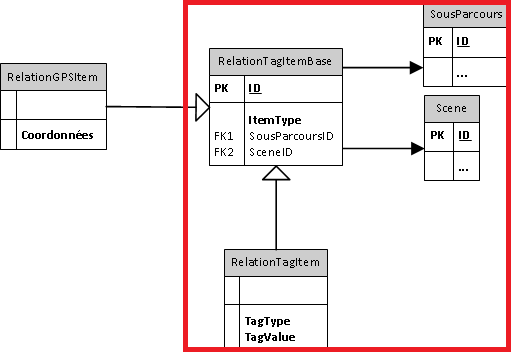 SousParcours
PK ID
...
RelationTagItemBase
PK ID
ItemType
FK1 SousParcoursID
FK2 SceneID
RelationGPSItem
Coordonnées
Scene
PK ID
...
RelationTagItem
TagType
TagValue